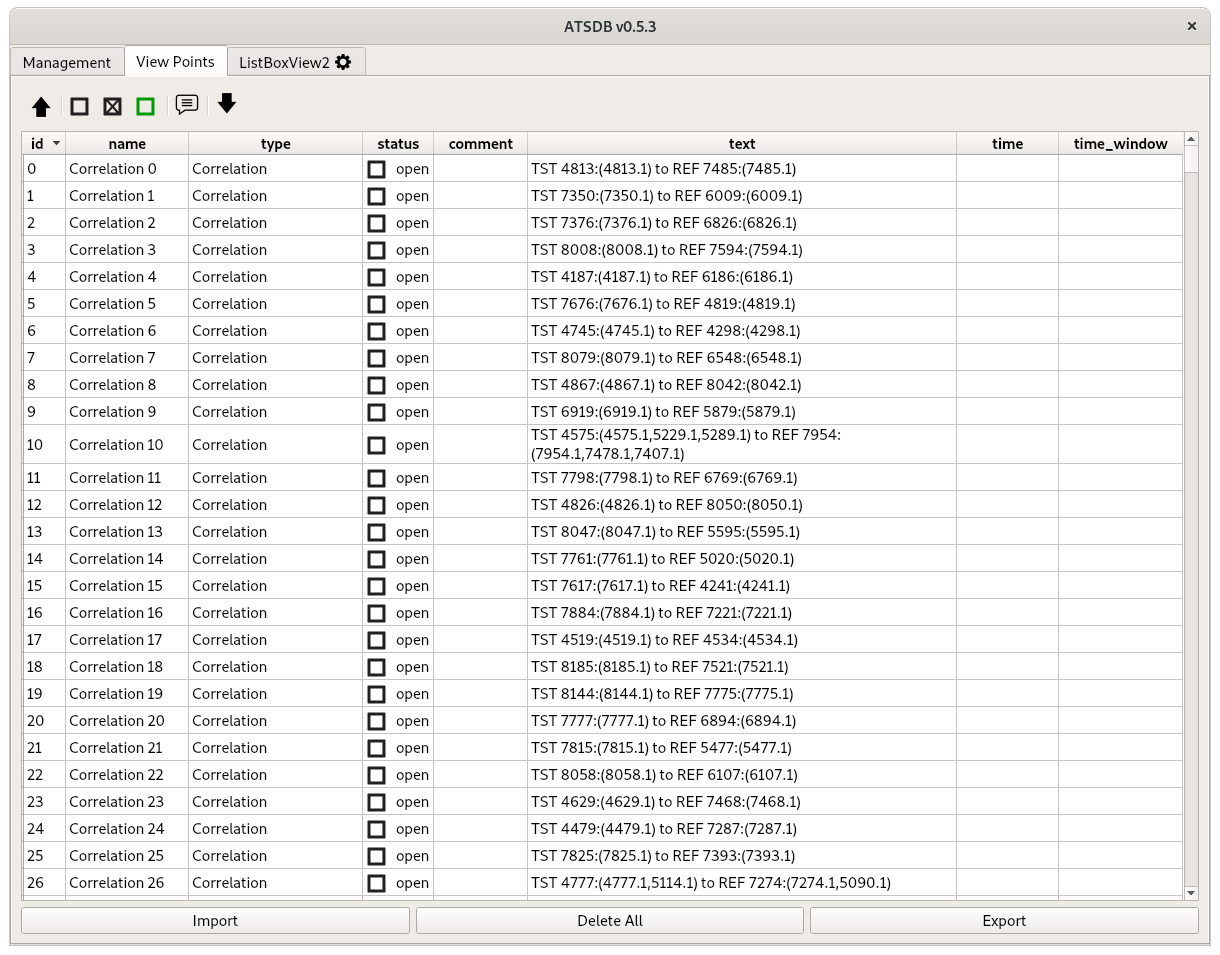 ATSDB v0.5.3
Management View Points ListBoxView2
id name type status comment text time time_window
0 Correlation 0 Correlation open TST 4813:(4813.1) to REF 7485:(7485.1)
1 Correlation 1 Correlation open TST 7350:(7350.1) to REF 6009:(6009.1)
2 Correlation 2 Correlation open TST 7376:(7376.1) to REF 6826:(6826.1)
3 Correlation 3 Correlation open TST 8008:(8008.1) to REF 7594:(7594.1)
4 Correlation 4 Correlation open TST 4187:(4187.1) to REF 6186:(6186.1)
5 Correlation 5 Correlation open TST 7676:(7676.1) to REF 4819:(4819.1)
6 Correlation 6 Correlation open TST 4745:(4745.1) to REF 4298:(4298.1)
7 Correlation 7 Correlation open TST 8079:(8079.1) to REF 6548:(6548.1)
8 Correlation 8 Correlation open TST 4867:(4867.1) to REF 8042:(8042.1)
9 Correlation 9 Correlation open TST 6919:(6919.1) to REF 5879:(5879.1)
10 Correlation 10 Correlation open TST 4575:(4575.1,5229.1,5289.1) to REF 7954:
(7954.1,7478.1,7407.1)
11 Correlation 11 Correlation open TST 7798:(7798.1) to REF 6769:(6769.1)
12 Correlation 12 Correlation open TST 4826:(4826.1) to REF 8050:(8050.1)
13 Correlation 13 Correlation open TST 8047:(8047.1) to REF 5595:(5595.1)
14 Correlation 14 Correlation open TST 7761:(7761.1) to REF 5020:(5020.1)
15 Correlation 15 Correlation open TST 7617:(7617.1) to REF 4241:(4241.1)
16 Correlation 16 Correlation open TST 7884:(7884.1) to REF 7221:(7221.1)
17 Correlation 17 Correlation open TST 4519:(4519.1) to REF 4534:(4534.1)
18 Correlation 18 Correlation open TST 8185:(8185.1) to REF 7521:(7521.1)
19 Correlation 19 Correlation open TST 8144:(8144.1) to REF 7775:(7775.1)
20 Correlation 20 Correlation open TST 7777:(7777.1) to REF 6894:(6894.1)
21 Correlation 21 Correlation open TST 7815:(7815.1) to REF 5477:(5477.1)
22 Correlation 22 Correlation open TST 8058:(8058.1) to REF 6107:(6107.1)
23 Correlation 23 Correlation open TST 4629:(4629.1) to REF 7468:(7468.1)
24 Correlation 24 Correlation open TST 4479:(4479.1) to REF 7287:(7287.1)
25 Correlation 25 Correlation open TST 7825:(7825.1) to REF 7393:(7393.1)
26 Correlation 26 Correlation open TST 4777:(4777.1,5114.1) to REF 7274:(7274.1,5090.1)
Import Delete All Export